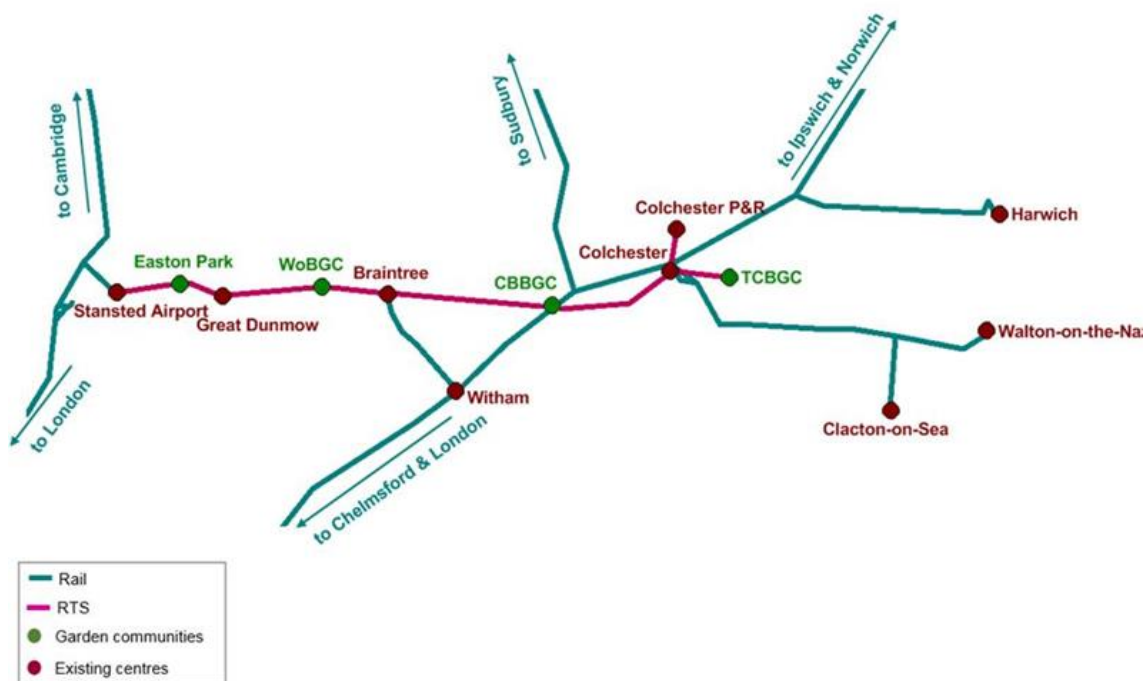 to Ipswich & Norwich
to Sudbury
to Cambridge
Colchester P&R
Harwich
Colchester
Easton Park
WoBGC
Braintree
CBBGC
TCBGC
Stansted Airport
Great Dunmow
Walton-on-the-Naz
Witham
Clacton-on-Sea
to London
to Chelmsford & London
Rail
RTS
Garden communities
Existing centres